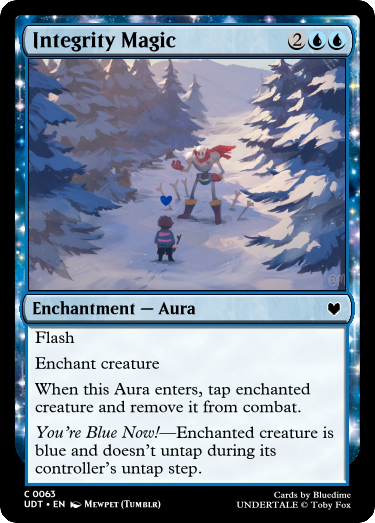 Integrity Magic 2
Enchantment — Aura
Flash
Enchant creature
When this Aura enters, tap enchanted
creature and remove it from combat.
You're Blue Now!—Enchanted creature is
blue and doesn't untap during its
controller's untap step.
C 0063
UDT • EN Mewpet (Tumblr)
Cards by Bluedime
UNDERTALE © Toby Fox